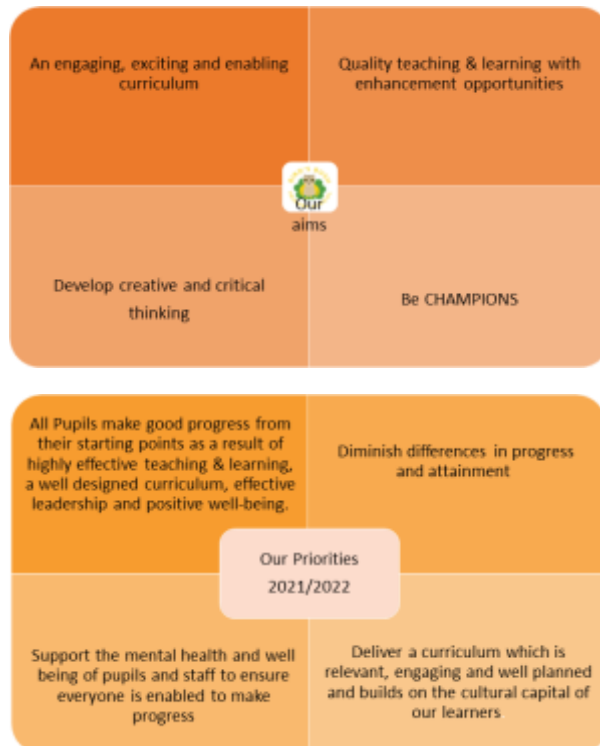 An engaging, exciting and enabling
curriculum
Quality teaching & learning with
enhancement opportunities
Our
aims
Develop creative and critical
thinking
Be CHAMPIONS
All Pupils make good progress from
their starting points as a result of
highly effective teaching & learning,
a well designed curriculum, effective
leadership and positive well-being.
Diminish differences in progress
and attainment
Our Priorities
2021/2022
Support the mental health and well
being of pupils and staff to ensure
everyone is enabled to make
progress
Deliver a curriculum which is
relevant, engaging and well planned
and builds on the cultural capital of
our learners